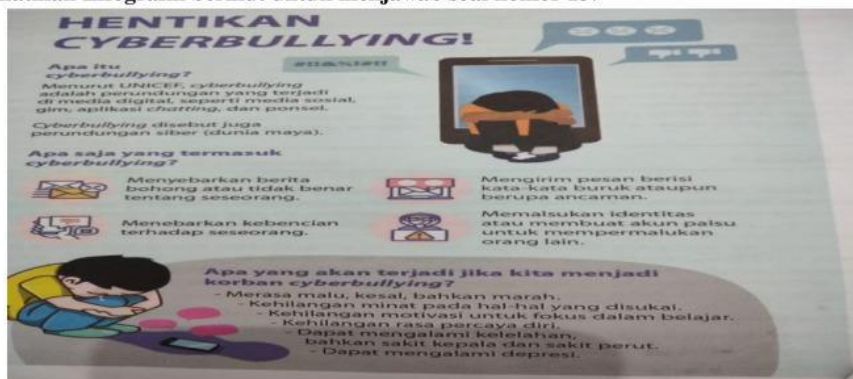 HENTIKAN
CYBERBULLYING!
Apa itu
cyberbullying?
Menurut UNICEF, cyberbullying
adalah perundungan yang terjadi
di media digital, seperti media sosial,
gim, aplikasi chatting, dan ponsel.
Cyberbullying disebut juga
perundungan siber (dunia maya).
Apa saja yang termasuk
cyberbullying?
Menyebarkan berita
bohong atau tidak benar
tentang seseorang.
Mengirim pesan berisi
kata-kata buruk ataupun
berupa ancaman.
Menebarkan kebencian
terhadap seseorang.
Memalsukan identitas
atau membuat akun palsu
untuk mempermalukan
orang lain.
Apa yang akan terjadi jika kita menjadi
korban cyberbullying?
- Merasa malu, kesal, bahkan marah.
- Kehilangan minat pada hal-hal yang disukai.
- Kehilangan motivasi untuk fokus dalam belajar.
- Kehilangan rasa percaya diri.
- Dapat mengalami kelelahan,
bahkan sakit kepala dan sakit perut.
- Dapat mengalami depresi.